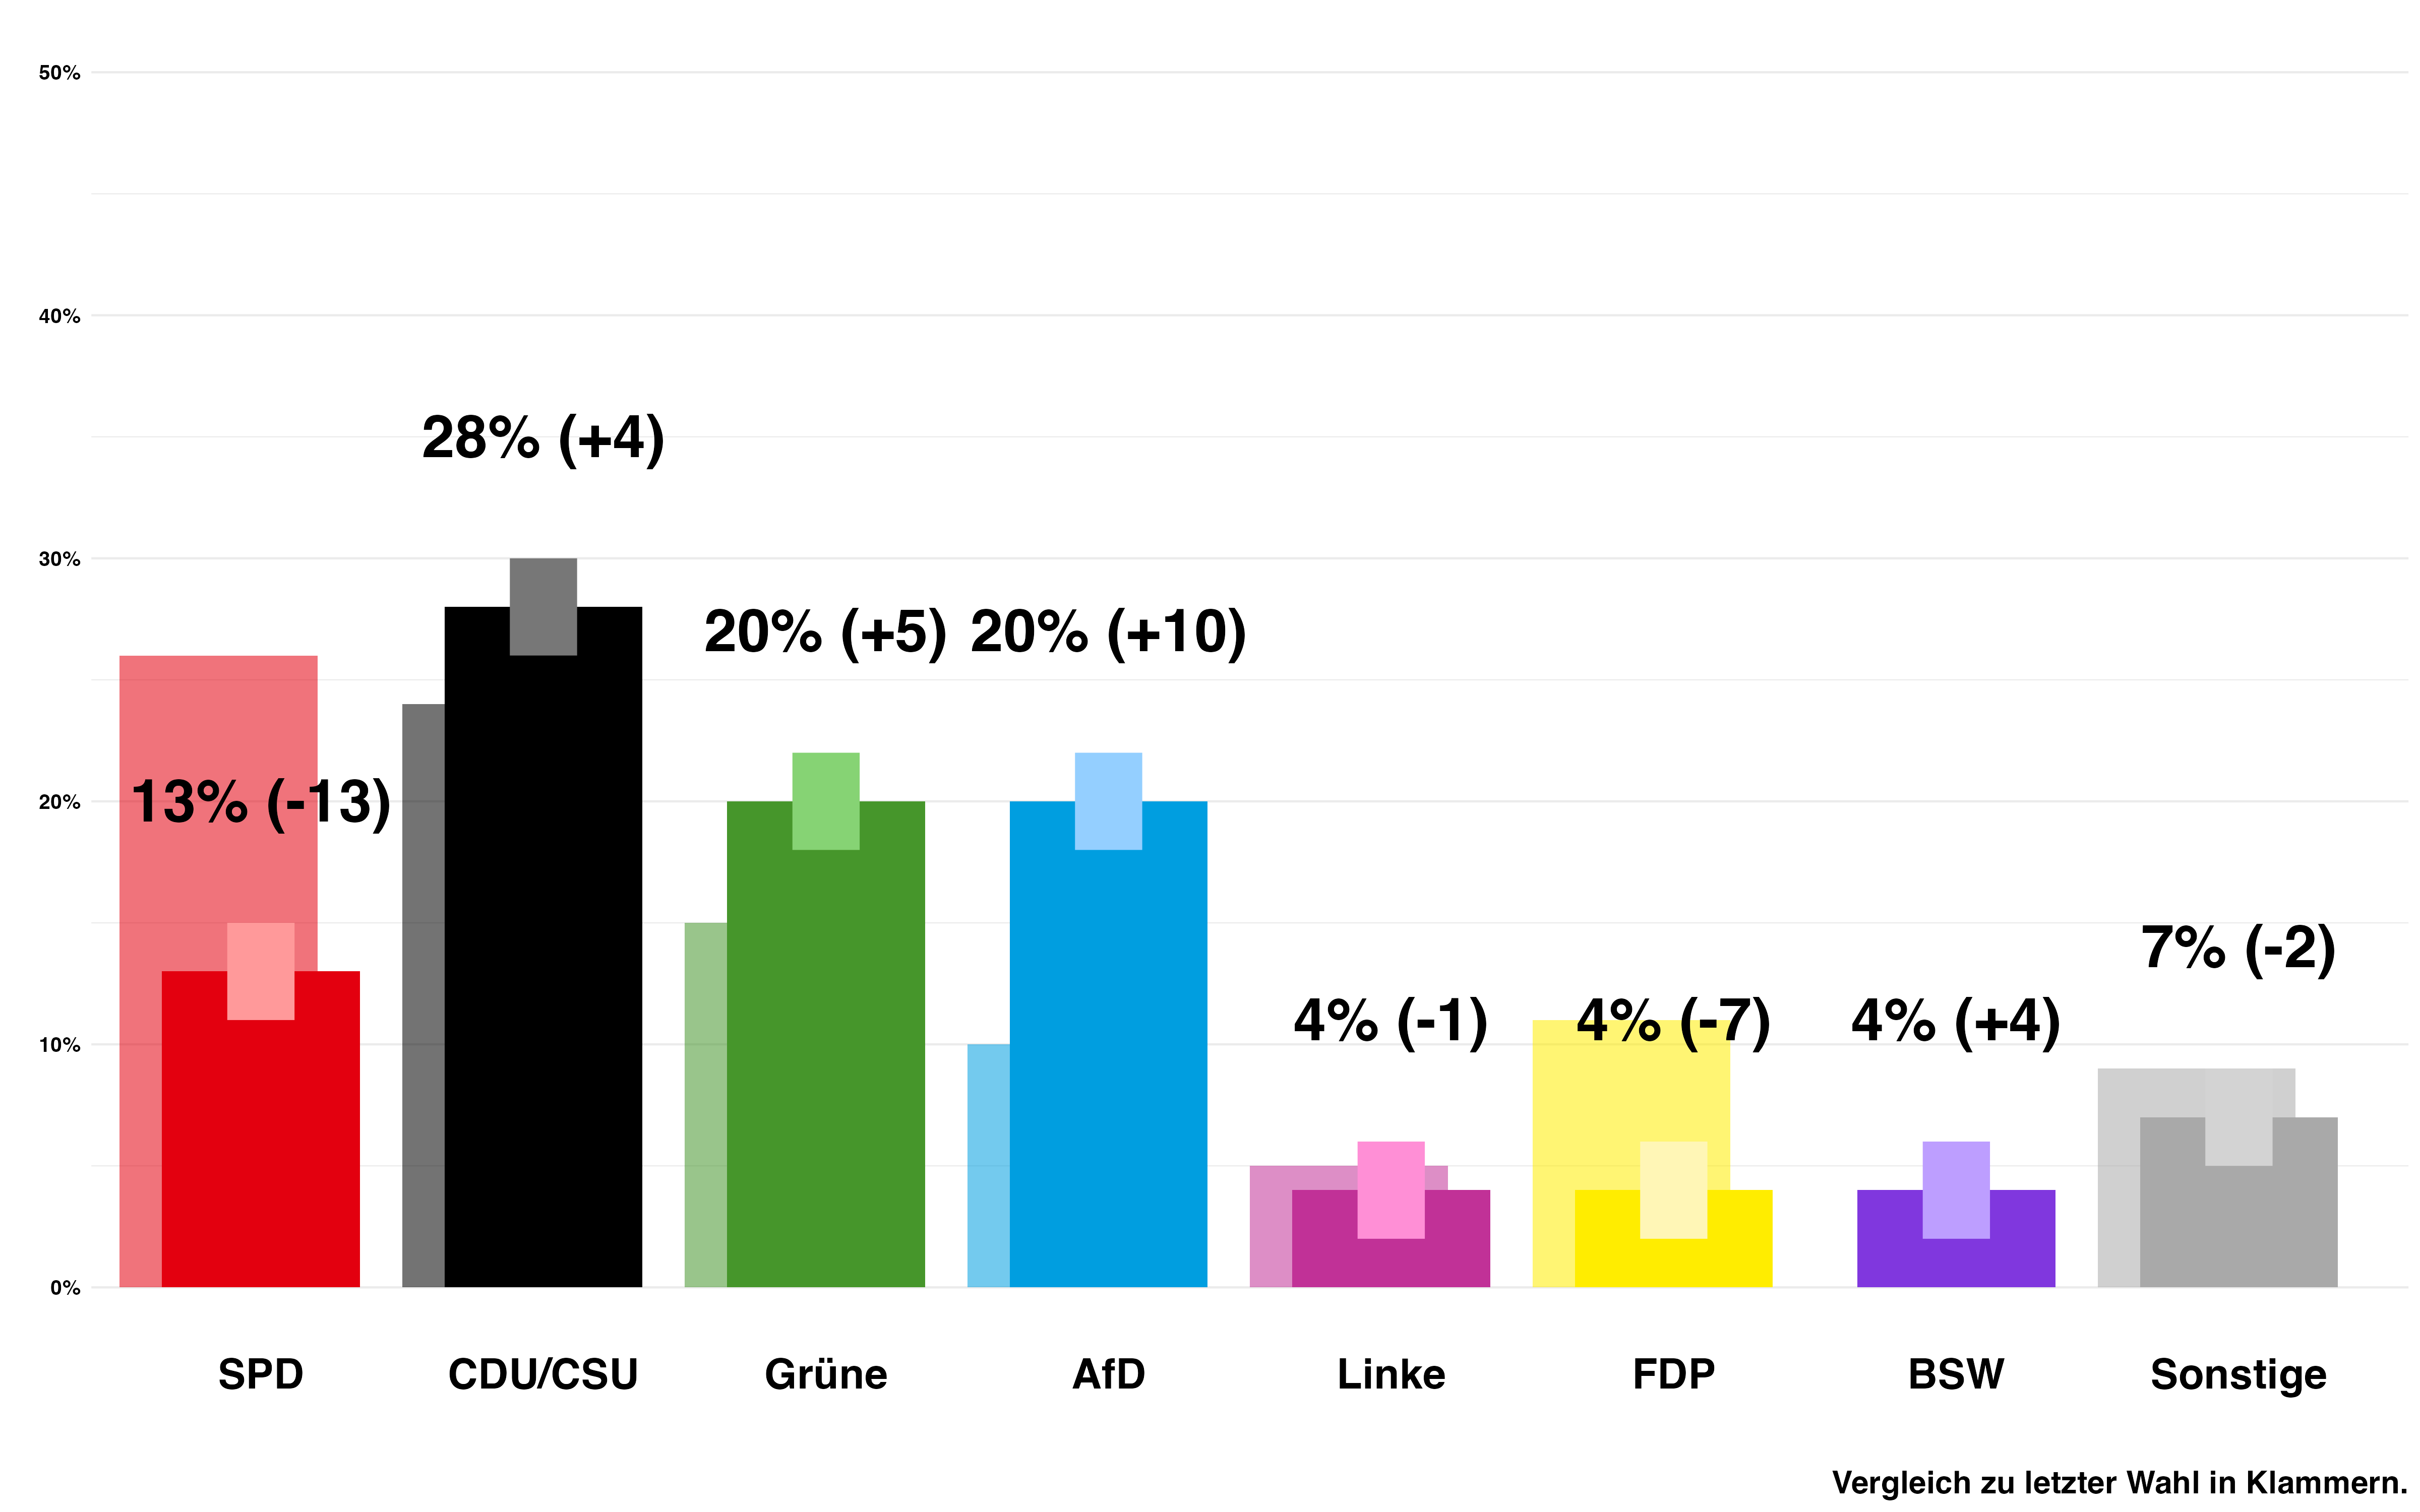 50%
40%
28% (+4)
30%
20% (+5) 20% (+10)
13% (-13)
20%
7% (-2)
4% (-1) 4% (-7) 4% (+4)
10%
0%
SPD CDU/CSU Grüne AfD Linke FDP BSW Sonstige
Vergleich zu letzter Wahl in Klammern.